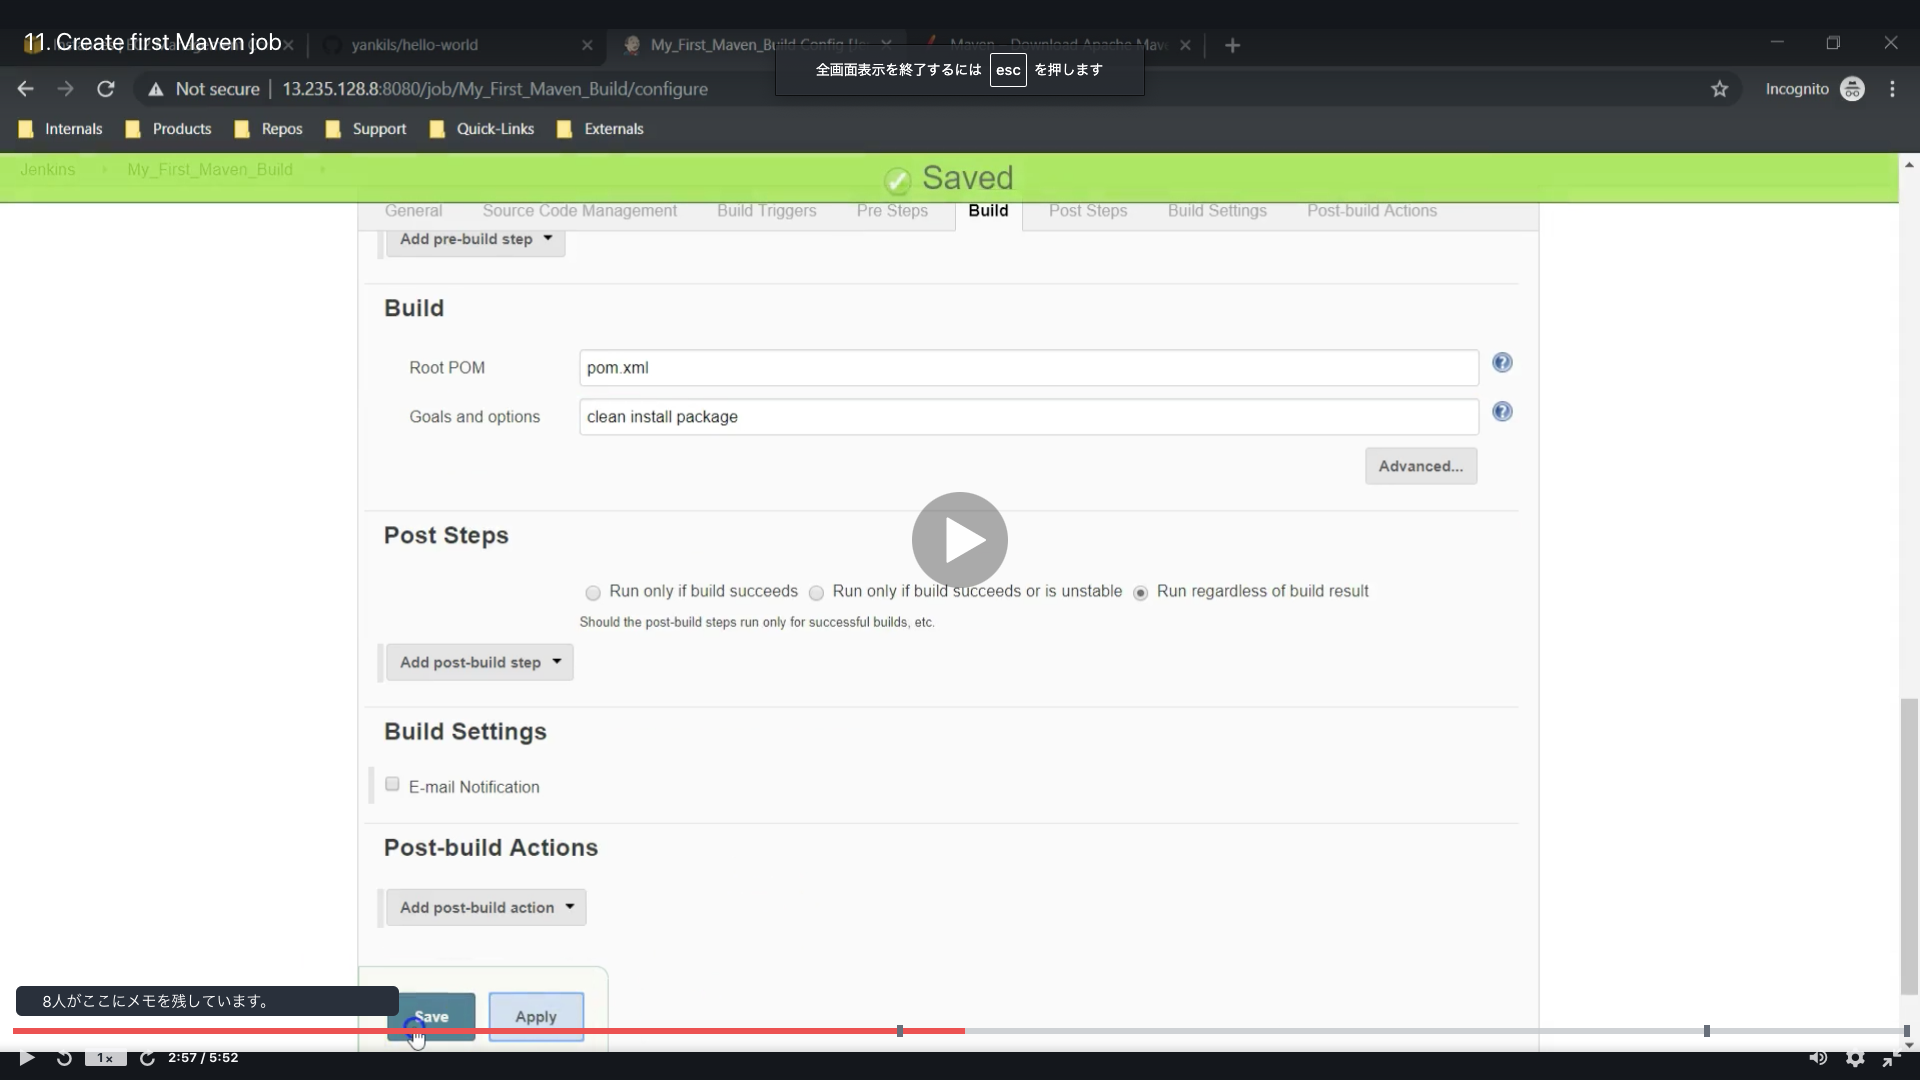 11. Create first Maven job
yankils/hello-world
My_First_Maven_Build Config [Je
Maven – Download Apache Mave
全画面表示を終了するには esc を押します
Not secure 13.235.128.8:8080/job/My_First_Maven_Build/configure
Incognito
Internals Products Repos Support Quick-Links Externals
Jenkins My_First_Maven_Build
Saved
General Source Code Management Build Triggers Pre Steps Build Post Steps Build Settings Post-build Actions
Add pre-build step
Build
Root POM pom.xml
Goals and options clean install package
Advanced...
Post Steps
Run only if build succeeds Run only if build succeeds or is unstable Run regardless of build result
Should the post-build steps run only for successful builds, etc.
Add post-build step
Build Settings
E-mail Notification
Post-build Actions
Add post-build action
8人がここにメモを残しています。
Save Apply
1x 2:57 / 5:52